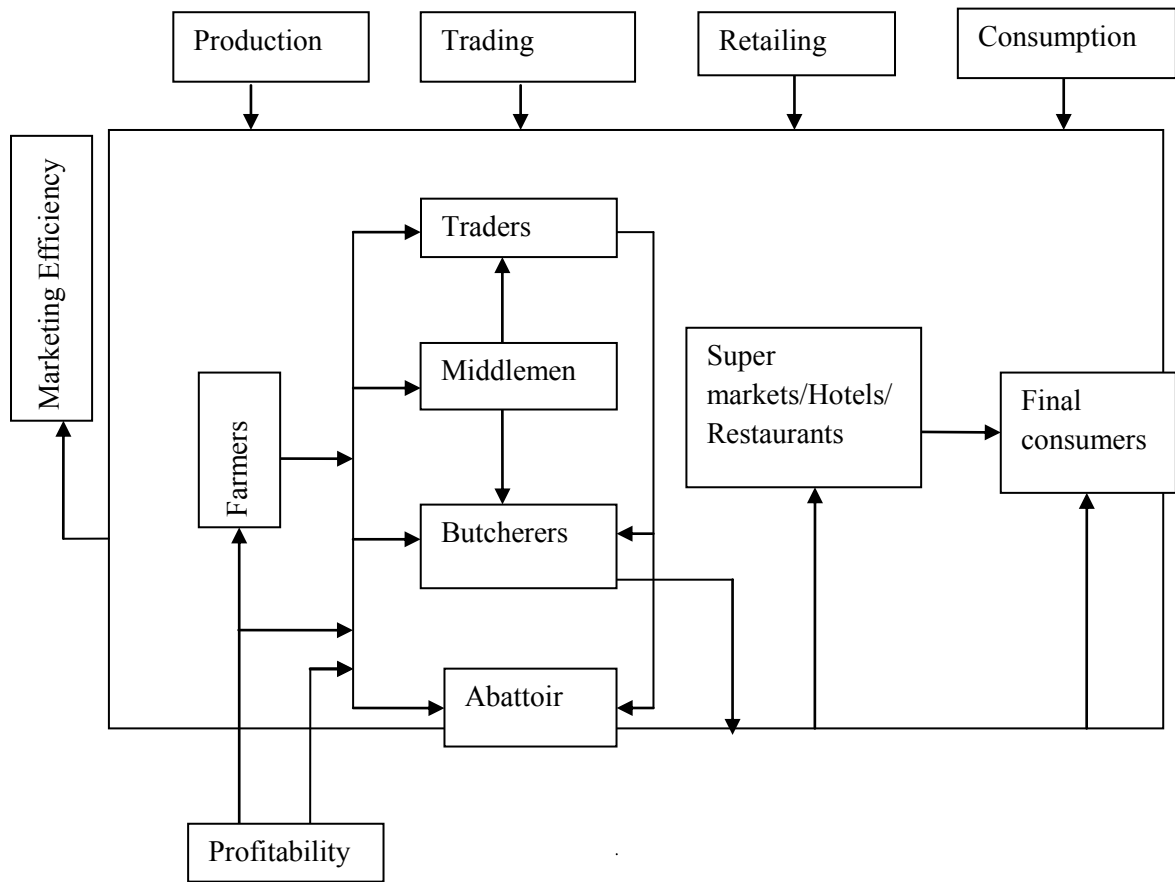 Production
Trading
Retailing
Consumption
Marketing Efficiency
Traders
Middlemen
Super
markets/Hotels/
Restaurants
Final
consumers
Farmers
Butcherers
Abattoir
Profitability
.